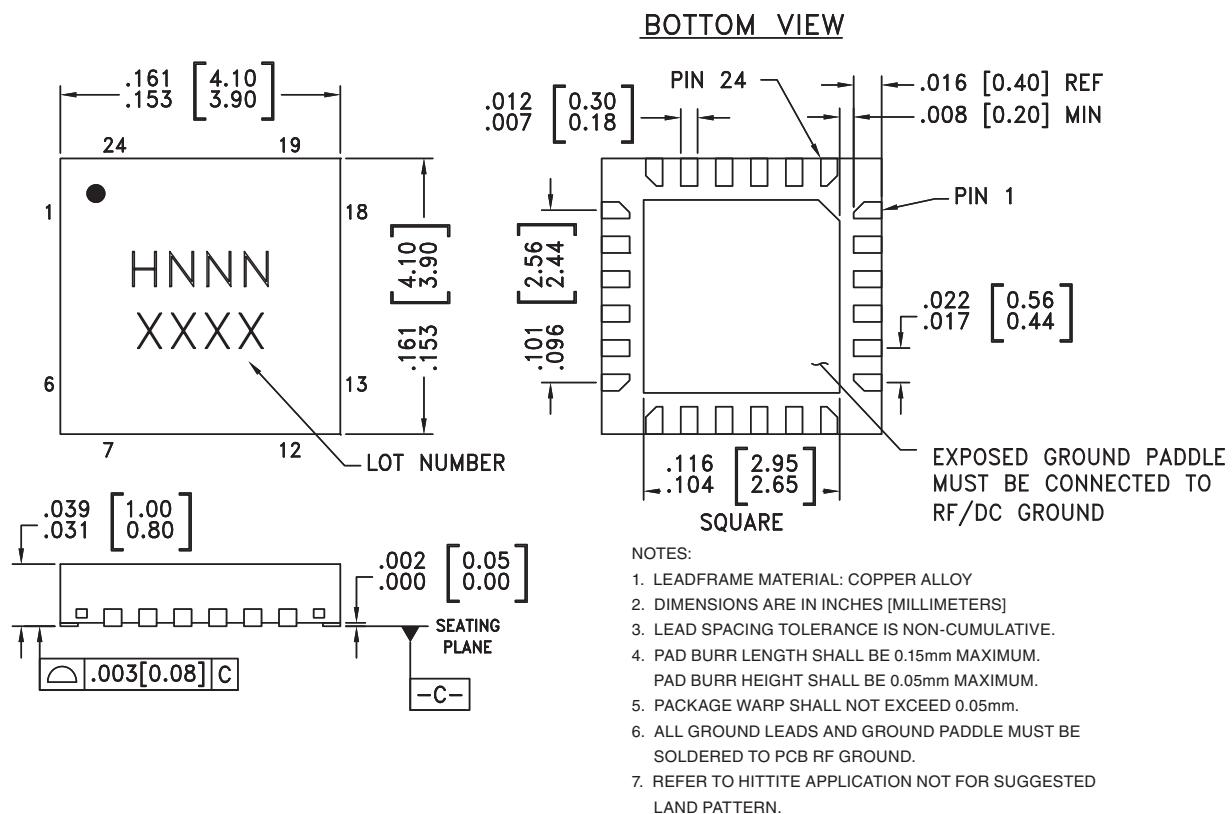 BOTTOM VIEW
.161 [4.10]
.153 [3.90]
24
19
1
18
HNNN
XXXX
6
13
7
12
LOT NUMBER
.161 [4.10]
.153 [3.90]
PIN 24
.016 [0.40] REF
.008 [0.20] MIN
.012 [0.30]
.007 [0.18]
PIN 1
.101 [2.56]
.096 [2.44]
.022 [0.56]
.017 [0.44]
.116 [2.95]
.104 [2.65]
SQUARE
EXPOSED GROUND PADDLE
MUST BE CONNECTED TO
RF/DC GROUND
.039 [1.00]
.031 [0.80]
.002 [0.05]
.000 [0.00]
SEATING
PLANE
.003[0.08] C
-C-
NOTES:
1. LEADFRAME MATERIAL: COPPER ALLOY
2. DIMENSIONS ARE IN INCHES [MILLIMETERS]
3. LEAD SPACING TOLERANCE IS NON-CUMULATIVE.
4. PAD BURR LENGTH SHALL BE 0.15mm MAXIMUM.
PAD BURR HEIGHT SHALL BE 0.05mm MAXIMUM.
5. PACKAGE WARP SHALL NOT EXCEED 0.05mm.
6. ALL GROUND LEADS AND GROUND PADDLE MUST BE
SOLDERED TO PCB RF GROUND.
7. REFER TO HITTITE APPLICATION NOT FOR SUGGESTED
LAND PATTERN.